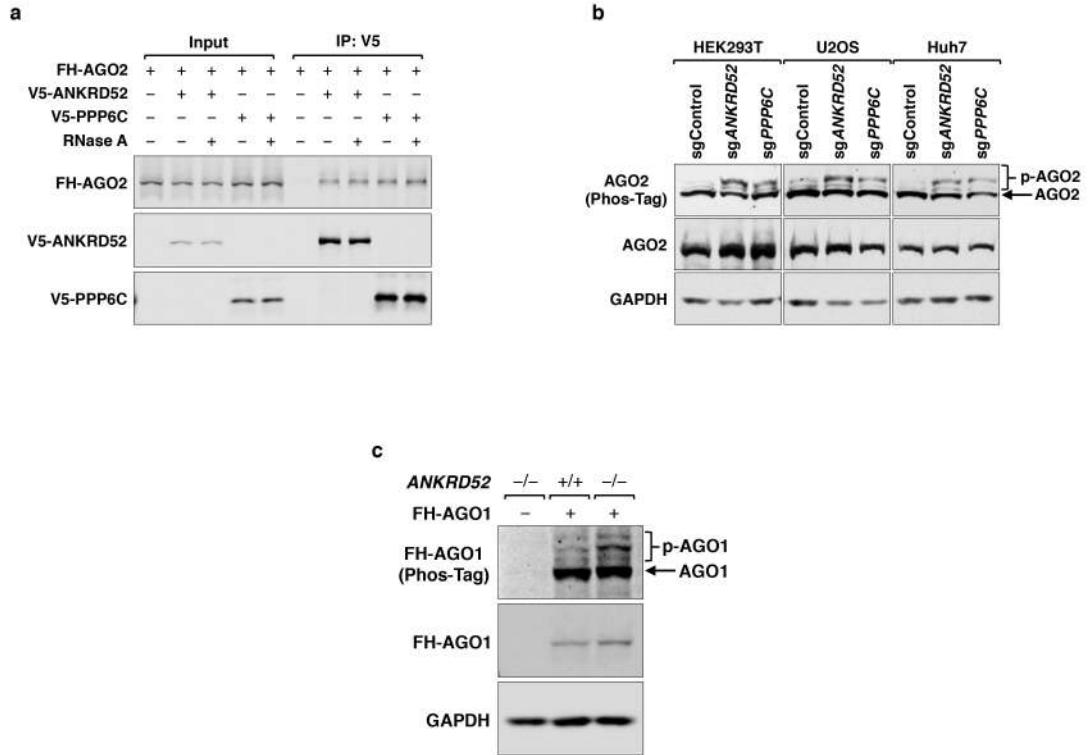 a
Input IP: V5
FH-AGO2 + + + + + + + + + +
V5-ANKRD52 – + + – – – + + – –
V5-PPP6C – – – + + – – – + +
RNase A – – + – + – – + – +
FH-AGO2
V5-ANKRD52
V5-PPP6C
b
HEK293T U2OS Huh7
sgControl sgANKRD52 sgPPP6C sgControl sgANKRD52 sgPPP6C sgControl sgANKRD52 sgPPP6C
AGO2 (Phos-Tag)
p-AGO2
AGO2
AGO2
GAPDH
c
ANKRD52 –/– +/+ –/–
FH-AGO1 – + +
FH-AGO1
(Phos-Tag)
p-AGO1
AGO1
FH-AGO1
GAPDH